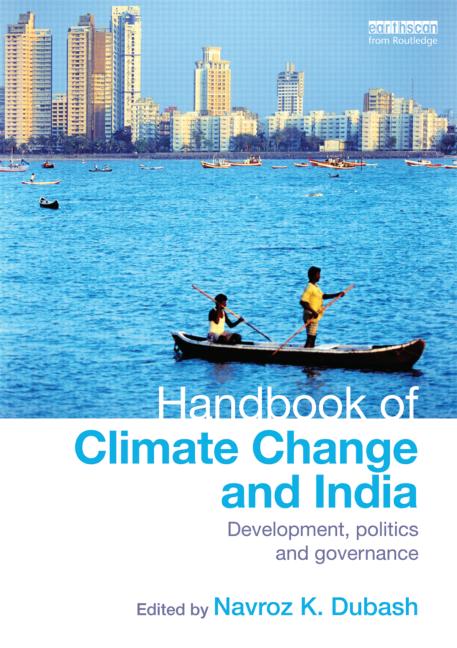 earthscan
from Routledge
Handbook of
Climate Change
and India
Development, politics
and governance
Edited by Navroz K. Dubash